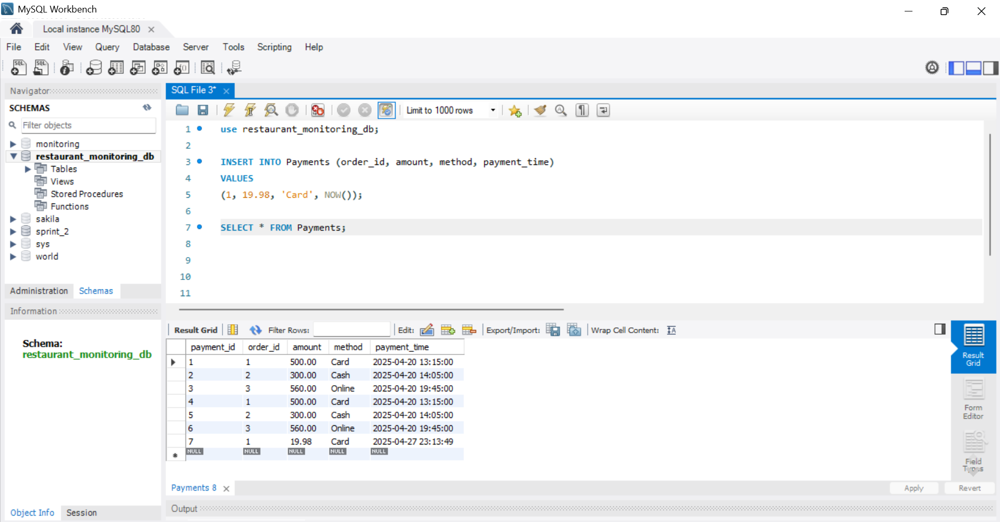 MySQL Workbench
Local instance MySQL80
File Edit View Query Database Server Tools Scripting Help
Navigator
SCHEMAS
Filter objects
monitoring
restaurant_monitoring_db
Tables
Views
Stored Procedures
Functions
sakila
sprint_2
sys
world
Administration Schemas
Information
Schema:
restaurant_monitoring_db
Object Info Session
SQL File 3*
Limit to 1000 rows
1 use restaurant_monitoring_db;
2
3 INSERT INTO Payments (order_id, amount, method, payment_time)
4 VALUES
5 (1, 19.98, 'Card', NOW());
6
7 SELECT * FROM Payments;
8
9
10
11
Result Grid Filter Rows: Edit: Export/Import: Wrap Cell Content:
payment_id order_id amount method payment_time
1 1 500.00 Card 2025-04-20 13:15:00
2 2 300.00 Cash 2025-04-20 14:05:00
3 3 560.00 Online 2025-04-20 19:45:00
4 1 500.00 Card 2025-04-20 13:15:00
5 2 300.00 Cash 2025-04-20 14:05:00
6 3 560.00 Online 2025-04-20 19:45:00
7 1 19.98 Card 2025-04-27 23:13:49
NULL NULL NULL NULL NULL
Result
Grid
Form
Editor
Field
Types
Payments 8
Apply Revert
Output